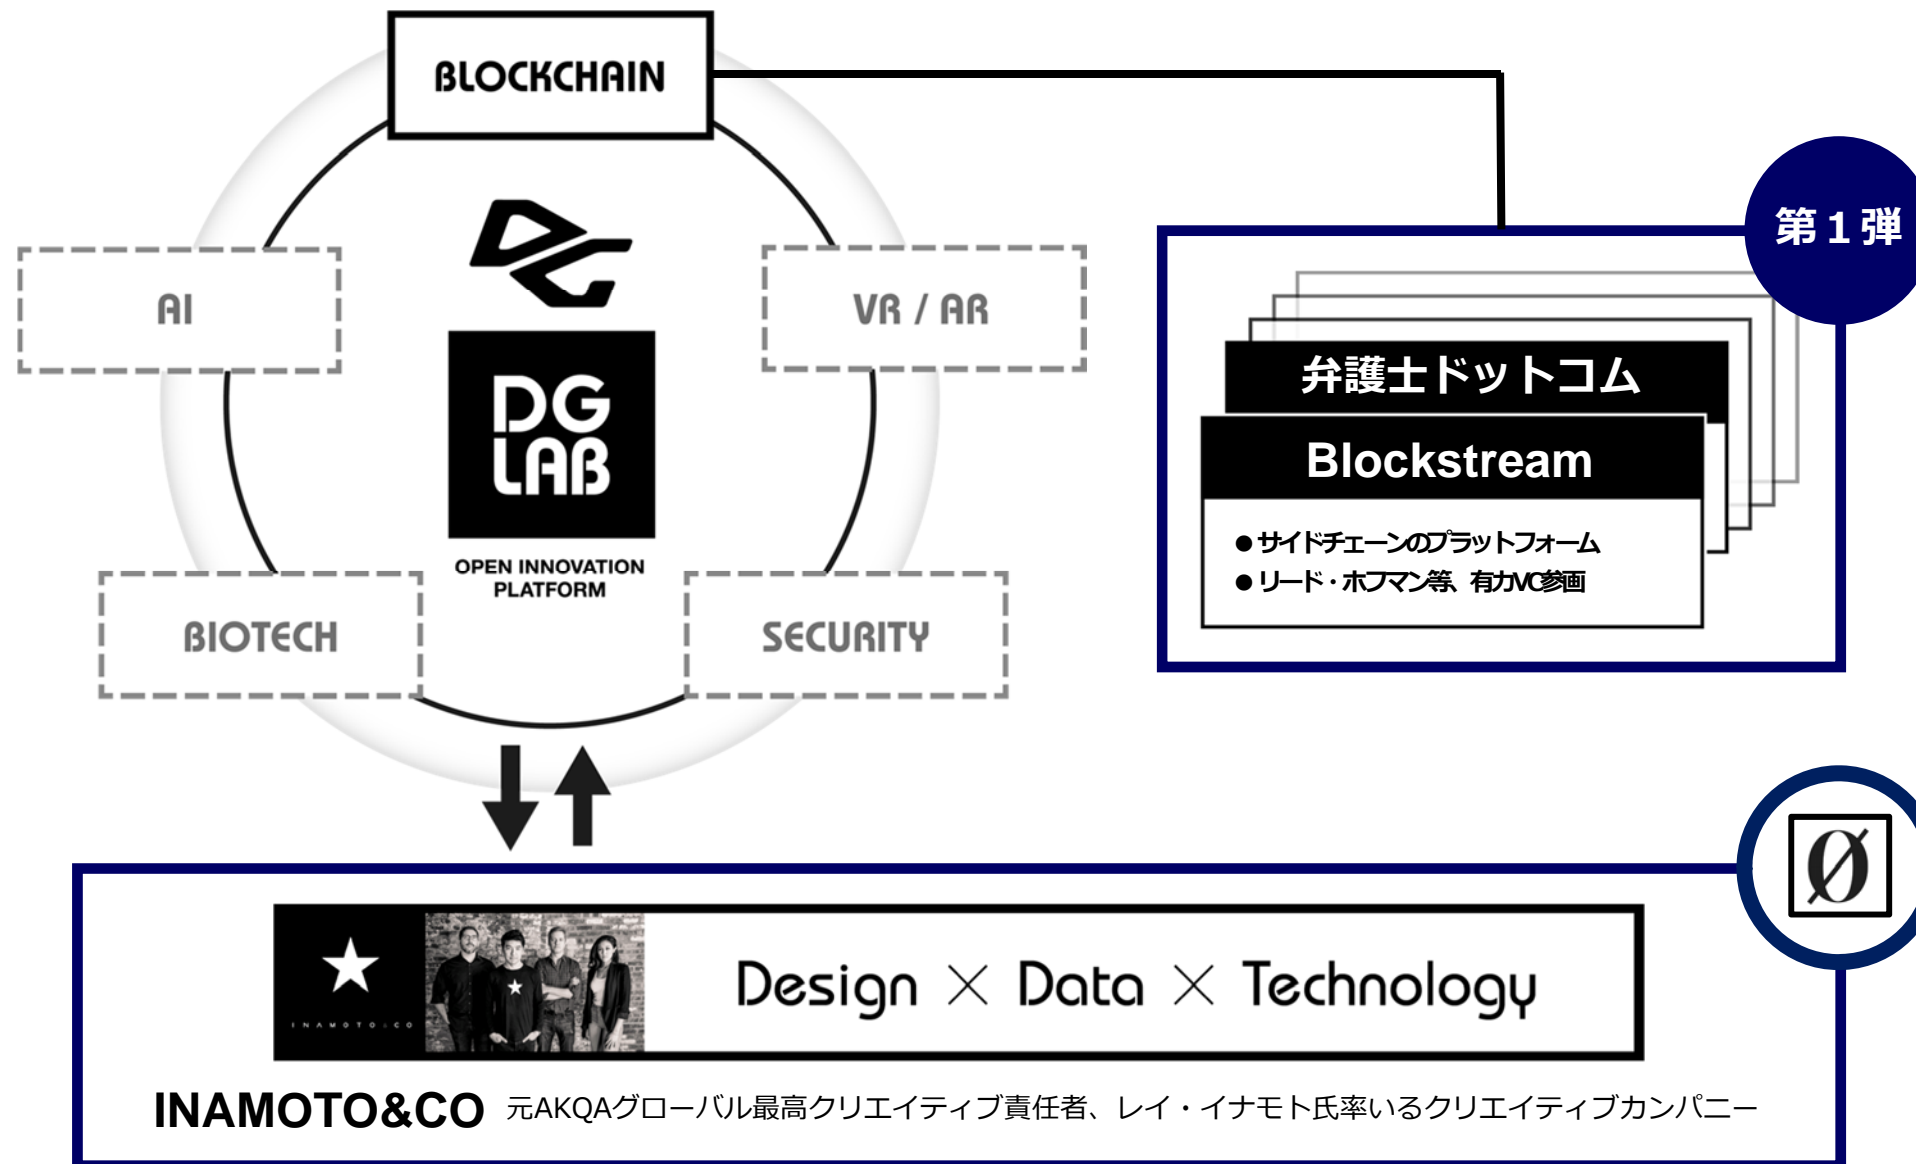 BLOCKCHAIN
AI
VR / AR
DG
LAB
OPEN INNOVATION
PLATFORM
BIOTECH
SECURITY
第1弾
弁護士ドットコム
Blockstream
● サイドチェーンのプラットフォーム
● リード・ホフマン等、有力VC参画
Ø
INAMOTO & CO
Design × Data × Technology
INAMOTO&CO 元AKQAグローバル最高クリエイティブ責任者、レイ・イナモト氏率いるクリエイティブカンパニー